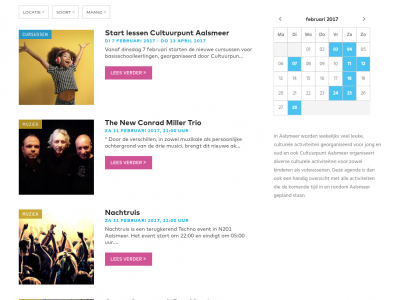 LOCATIE
SOORT
MAAND
CURSUSSEN
Start lessen Cultuurpunt Aalsmeer
DI 7 FEBRUARI 2017 - DO 13 APRIL 2017
Vanaf dinsdag 7 februari starten de nieuwe cursussen voor
basisschoolleerlingen, georganiseerd door Cultuurpun...
LEES VERDER >
MUZIEK
The New Conrad Miller Trio
ZA 11 FEBRUARI 2017, 21:00 UUR
" Door de verschillen, in zowel muzikale als persoonlijke
achtergrond van de drie musici, brengt dit nieuwe ak...
LEES VERDER >
MUZIEK
Nachtruis
ZA 11 FEBRUARI 2017, 22:00 UUR
Nachtruis is een terugkerend Techno event in N201
Aalsmeer. Het event start om 22:00 en eindigt om 05:00
uur....
LEES VERDER >
februari 2017
Ma Di Wo Do Vr Za Zo
01 02 03 04 05
06 07 08 09 10 11 12
13 14 15 16 17 18 19
20 21 22 23 24 25 26
27 28
In Aalsmeer worden wekelijks veel leuke,
culturele activiteiten georganiseerd voor jong en
oud en ook Cultuurpunt Aalsmeer organiseert
diverse culturele activiteiten voor zowel
kinderen als volwassenen. Deze agenda is dan
ook een handig overzicht met alle activiteiten
die de komende tijd in en rondom Aalsmeer
gepland staan.